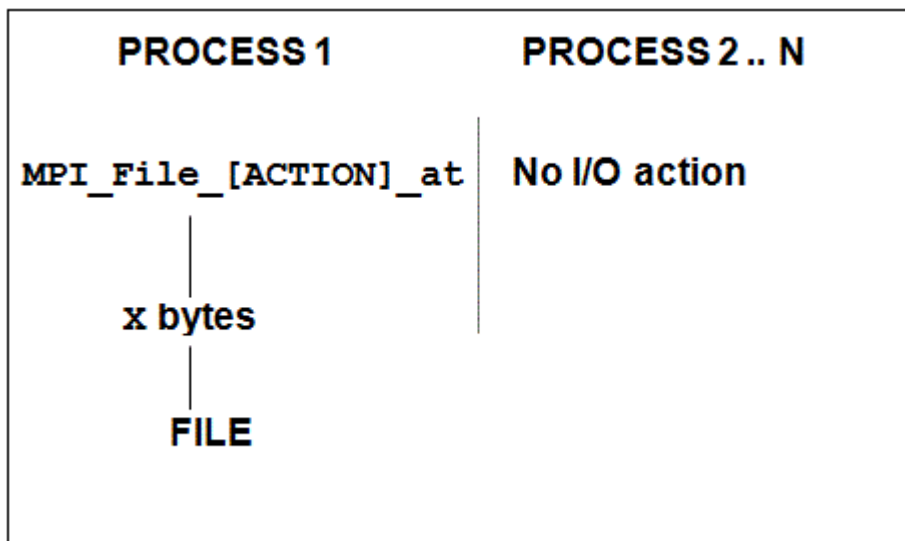 PROCESS 1
PROCESS 2 .. N
MPI_File_[ACTION]_at
No I/O action
x bytes
FILE